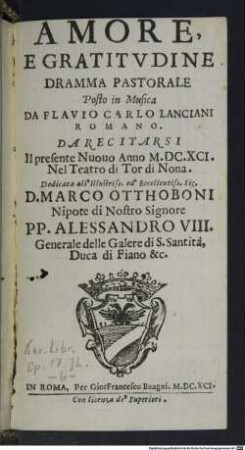 AMORE,
E GRATITVDINE
DRAMMA PASTORALE
Posto in Musica
DA FLAVIO CARLO LANCIANI
ROMANO.
DA RECITARSI
Il presente Nuouo Anno M.DC.XCI.
Nel Teatro di Tor di Nona.
Dedicata all'Illustriss. ed Eccellentiss. Sig.
D. MARCO OTTHOBONI
Nipote di Nostro Signore
PP. ALESSANDRO VIII.
Generale delle Galere di S. Santità,
Duca di Fiano &c.
IN ROMA, Per Gio: Francesco Buagni. M.DC.XCI.
Con licenza de' Superiori.